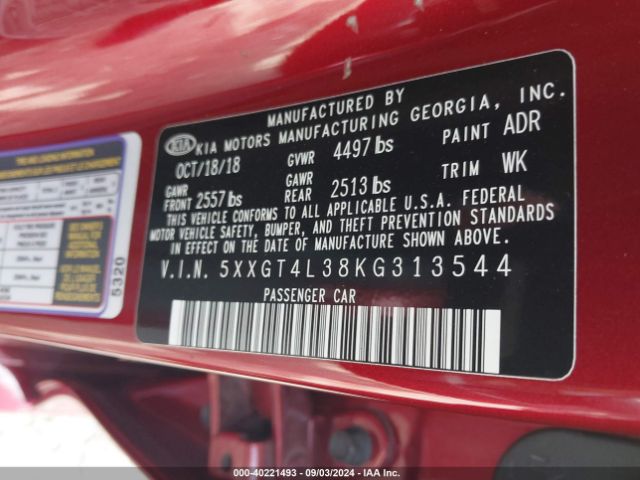 MANUFACTURED BY
KIA KIA MOTORS MANUFACTURING GEORGIA, INC.
OCT/18/18 GVWR 4497 lbs PAINT ADR
GAWR FRONT 2557 lbs GAWR REAR 2513 lbs TRIM WK
THIS VEHICLE CONFORMS TO ALL APPLICABLE U.S.A. FEDERAL
MOTOR VEHICLE SAFETY, BUMPER, AND THEFT PREVENTION STANDARDS
IN EFFECT ON THE DATE OF MANUFACTURE SHOWN ABOVE.
V.I.N. 5XXGT4L38KG313544
PASSENGER CAR
5320
000-40221493 - 09/03/2024 - IAA Inc.